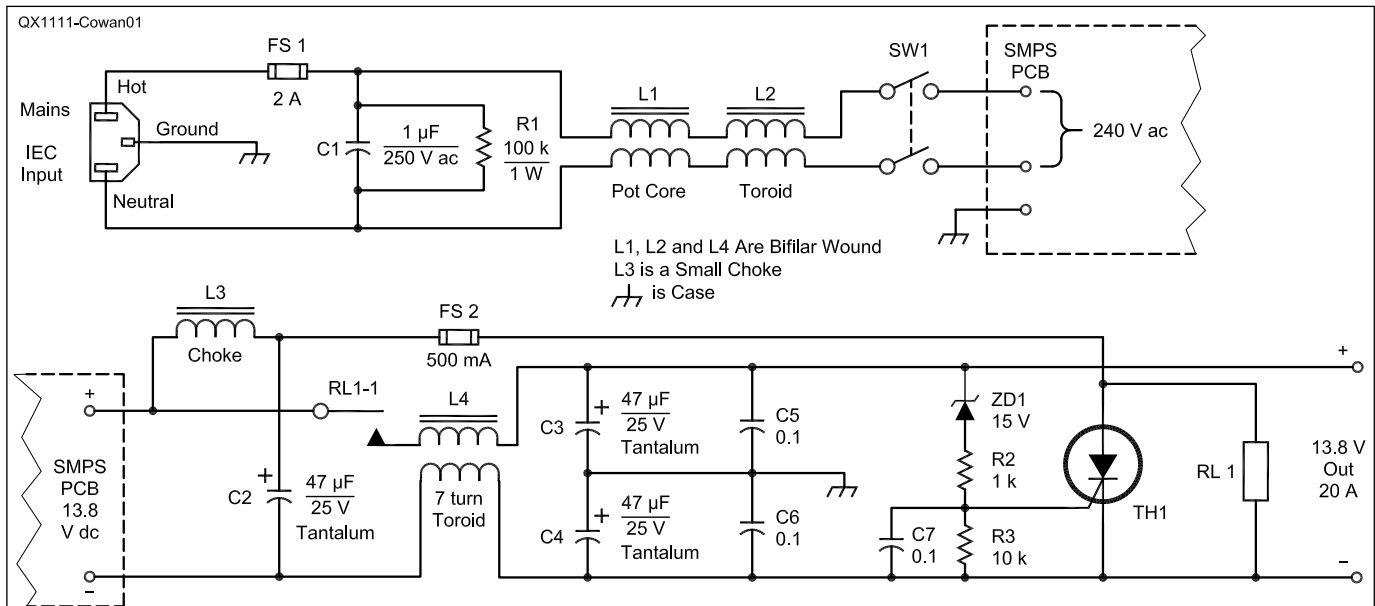 QX1111-Cowan01
FS 1
2 A
Hot
Mains
Ground
IEC
Input
Neutral
C1
1 µF
250 V ac
R1
100 k
1 W
L1
L2
Pot Core
Toroid
SW1
SMPS
PCB
240 V ac
L1, L2 and L4 Are Bifilar Wound
L3 is a Small Choke
is Case
L3
Choke
FS 2
500 mA
+
RL1-1
L4
SMPS
PCB
13.8
V dc
–
+
C2
47 µF
25 V
Tantalum
7 turn
Toroid
+
C3
47 µF
25 V
Tantalum
+
C4
47 µF
25 V
Tantalum
C5
0.1
C6
0.1
ZD1
15 V
R2
1 k
C7
0.1
R3
10 k
TH1
RL 1
+
13.8 V
Out
20 A
–